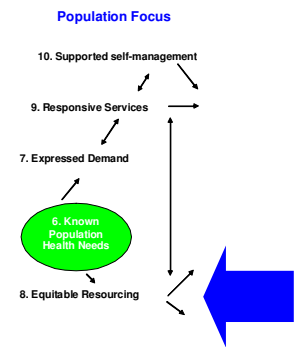 Population Focus
10. Supported self-management
9. Responsive Services
7. Expressed Demand
6. Known
Population
Health Needs
8. Equitable Resourcing